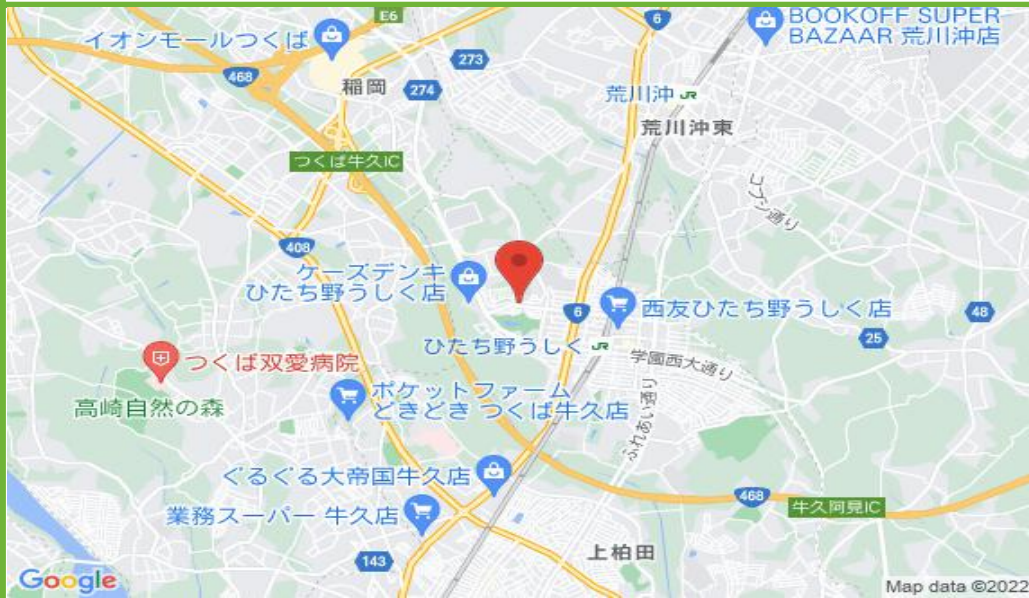 E6
6
BOOKOFF SUPER
BAZAAR 荒川沖店
イオンモールつくば
468
稲岡
273
274
荒川沖 JR
荒川沖東
つくば牛久IC
コブシ通り
408
ケーズデンキ
ひたち野うしく店
6
西友ひたち野うしく店
48
25
ひたち野うしく JR
学園西大通り
つくば双愛病院
高崎自然の森
ポケットファーム
どきどき つくば牛久店
ふれあい通り
ぐるぐる大帝国牛久店
468
牛久阿見IC
業務スーパー 牛久店
143
上柏田
Google
Map data ©2022